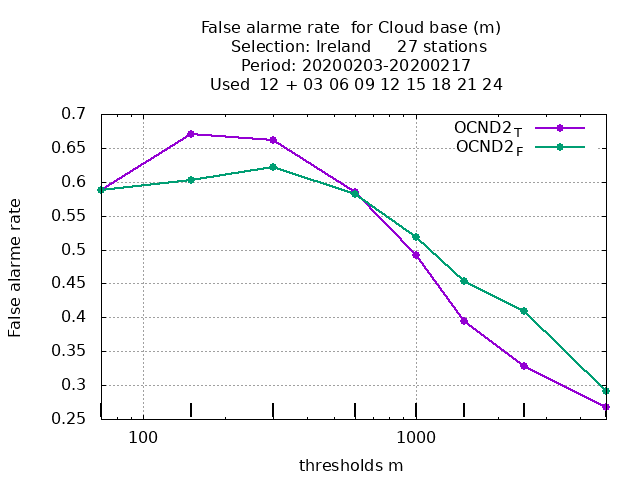 False alarme rate  for Cloud base (m)
Selection: Ireland     27 stations
Period: 20200203-20200217
Used  12 + 03 06 09 12 15 18 21 24
OCND2T
OCND2F
0.7
0.65
0.6
0.55
0.5
0.45
0.4
0.35
0.3
0.25
False alarme rate
100 1000
thresholds m